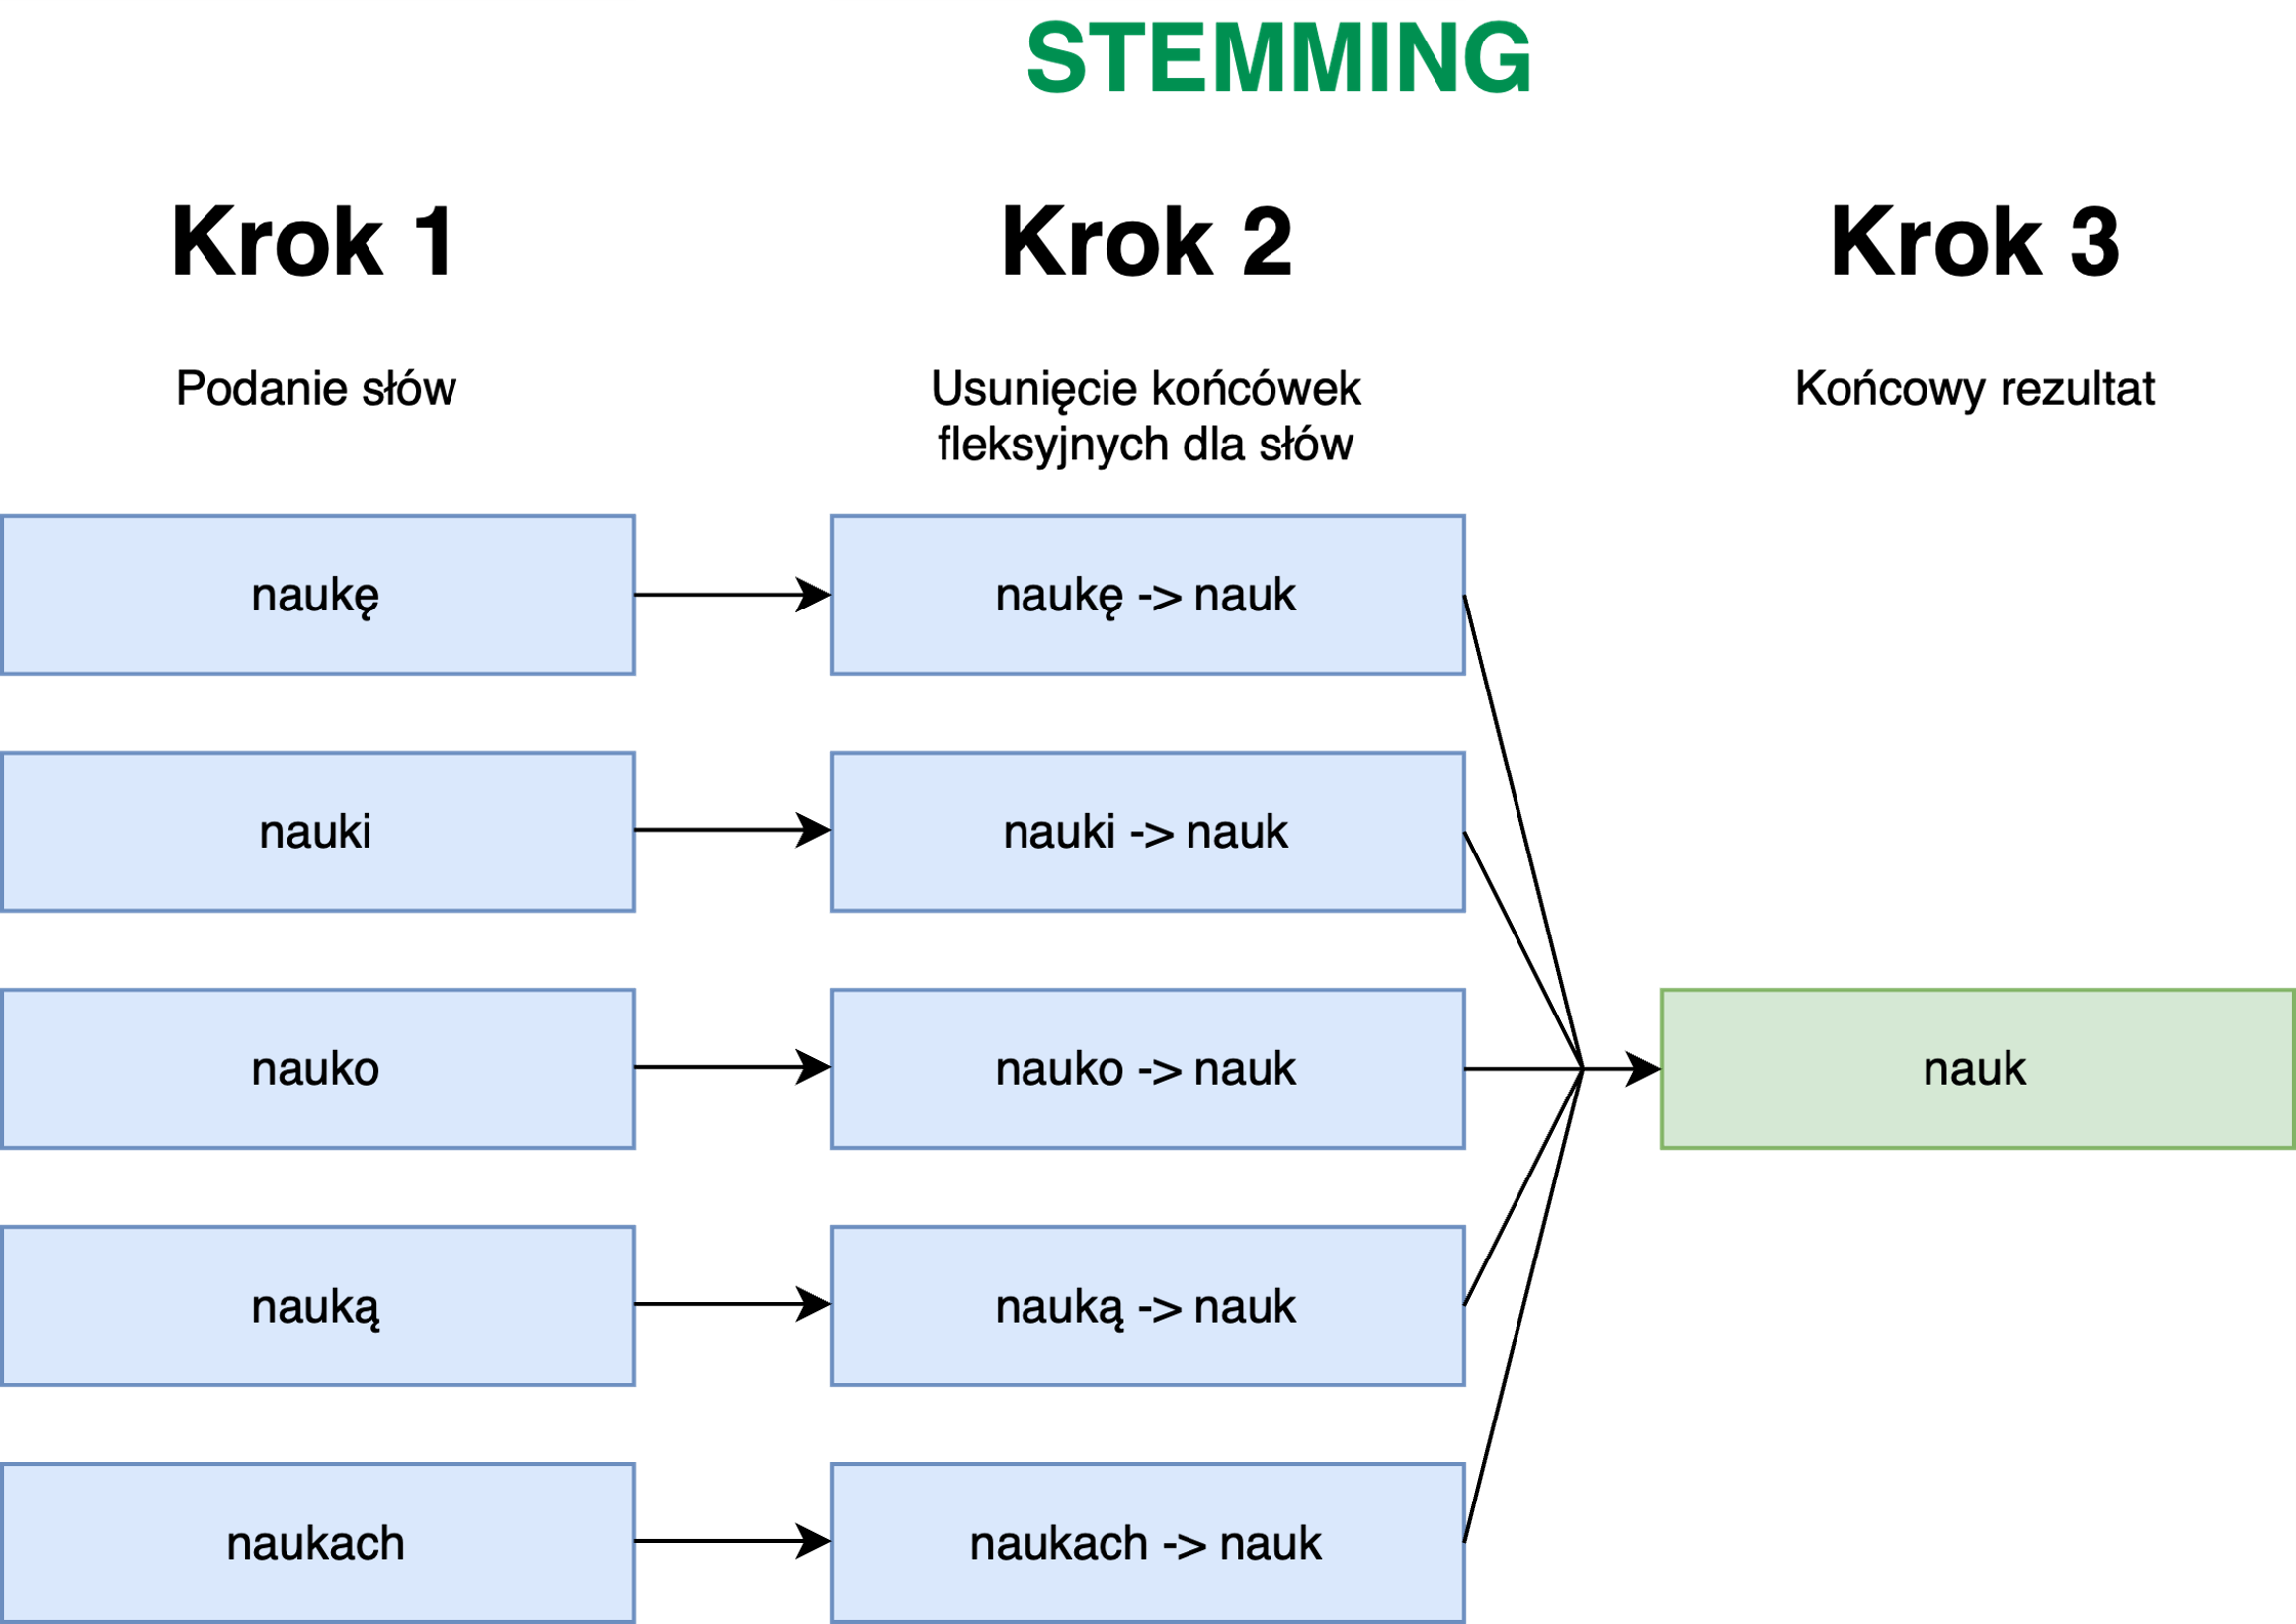 STEMMING
Krok 1
Krok 2
Krok 3
Podanie słów
Usunięcie końcówek
fleksyjnych dla słów
Końcowy rezultat
naukę
naukę -> nauk
nauki
nauki -> nauk
nauko
nauko -> nauk
nauk
nauką
nauką -> nauk
naukach
naukach -> nauk